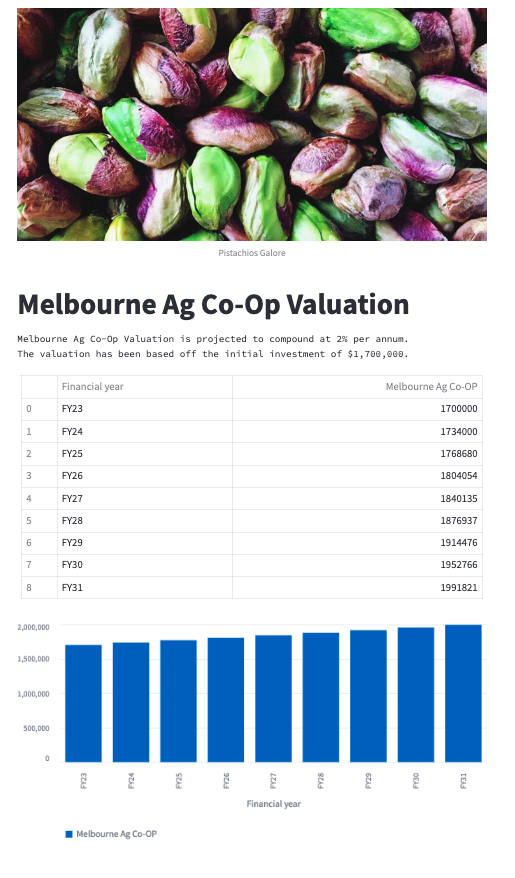 Pistachios Galore
Melbourne Ag Co-Op Valuation
Melbourne Ag Co-Op Valuation is projected to compound at 2% per annum.
The valuation has been based off the initial investment of $1,700,000.
Financial year Melbourne Ag Co-OP
0 FY23 1700000
1 FY24 1734000
2 FY25 1768680
3 FY26 1804054
4 FY27 1840135
5 FY28 1876937
6 FY29 1914476
7 FY30 1952766
8 FY31 1991821
2,000,000
1,500,000
1,000,000
500,000
0
FY23 FY24 FY25 FY26 FY27 FY28 FY29 FY30 FY31
Financial year
Melbourne Ag Co-OP